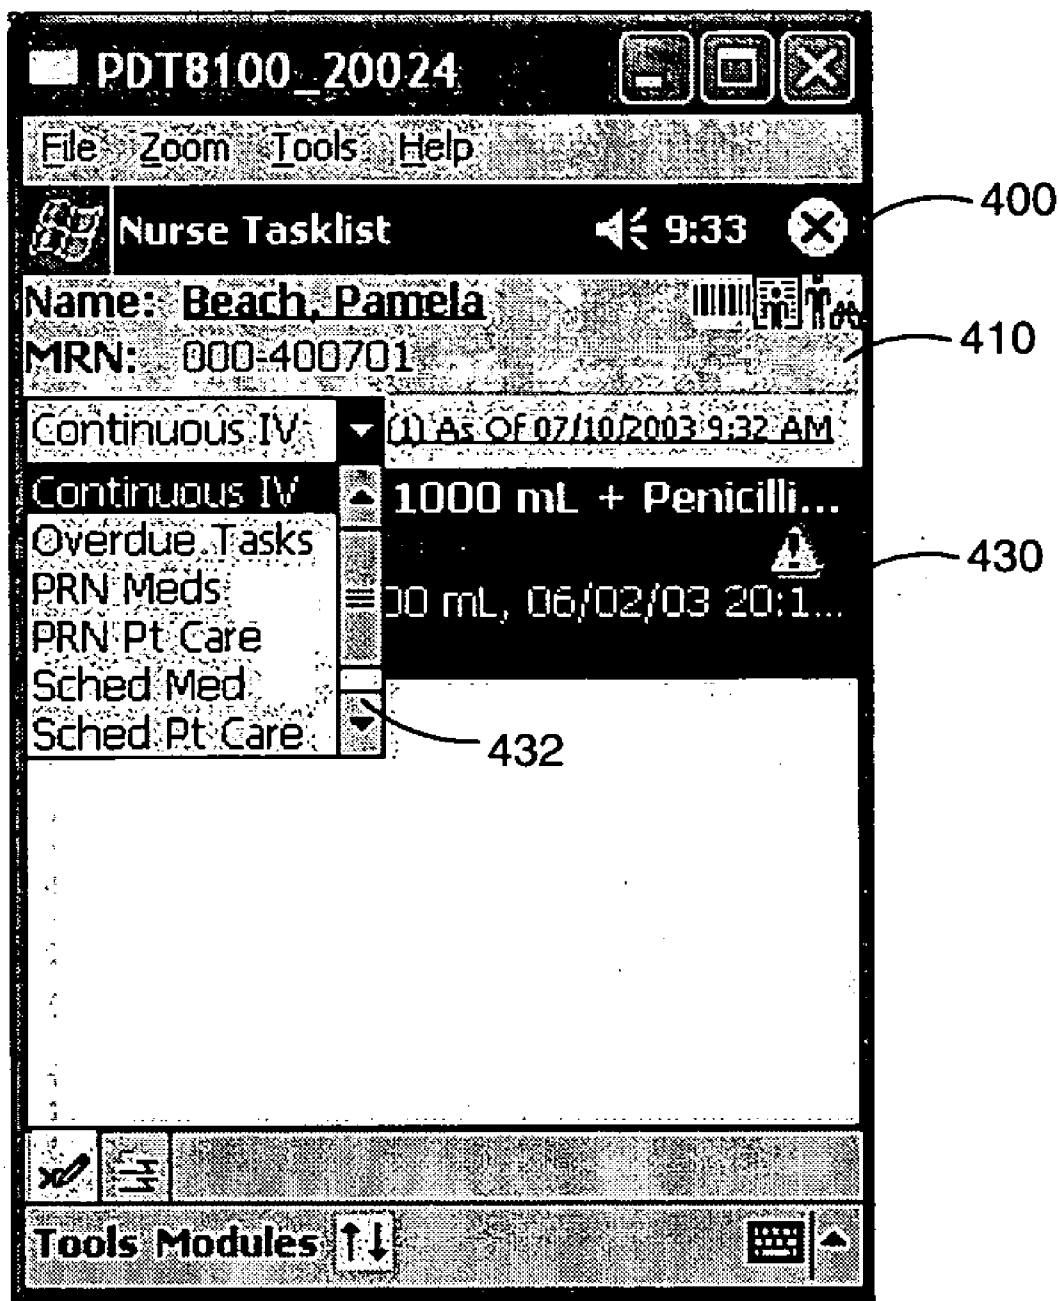 PDT8100_20024
File Zoom Tools Help
Nurse Tasklist 9:33
400
Name: Beach, Pamela
MRN: 000-400701
410
Continuous IV (1) As Of 07/10/2003 9:32 AM
Continuous IV 1000 mL + Penicilli...
Overdue Tasks
430
PRN Meds 00 mL, 06/02/03 20:1...
PRN Pt Care
Sched Med
Sched Pt Care
432
Tools Modules